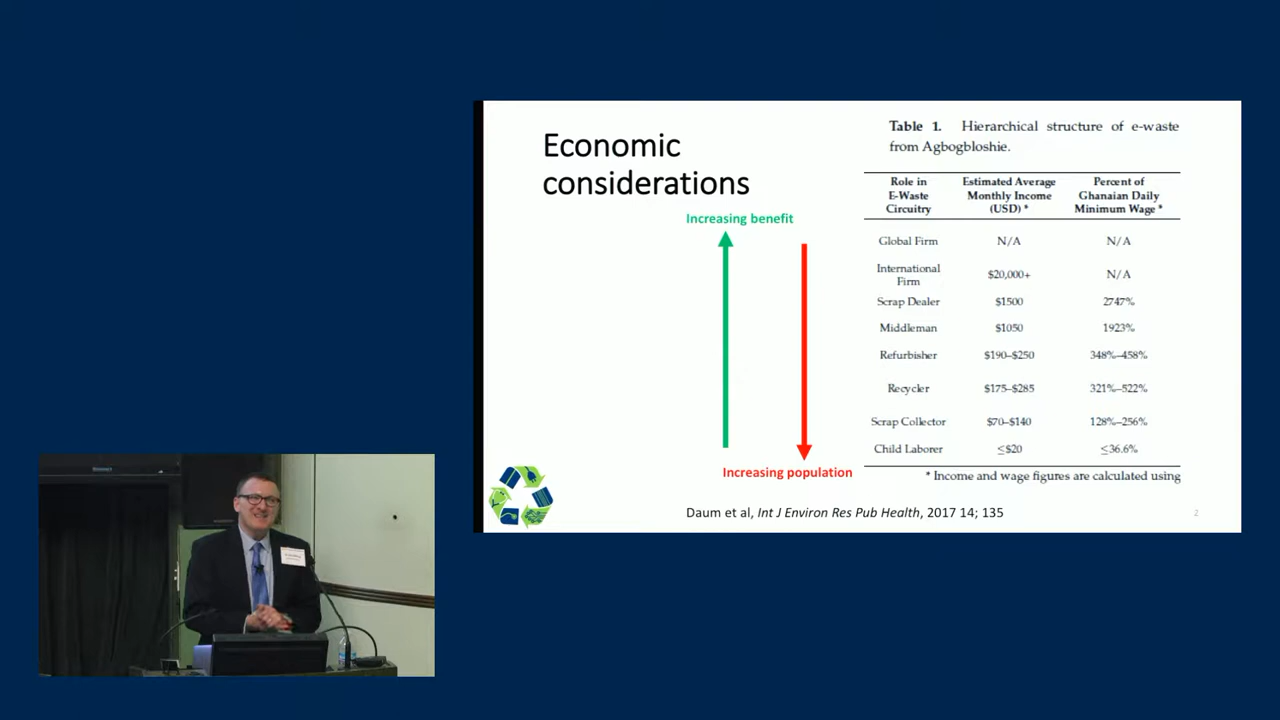 Economic
considerations
Increasing benefit
Increasing population
Table 1. Hierarchical structure of e-waste
from Agbogbloshie.
Role in
E-Waste
Circuitry
Estimated Average
Monthly Income
(USD) *
Percent of
Ghanaian Daily
Minimum Wage *
Global Firm N/A N/A
International
Firm $20,000+ N/A
Scrap Dealer $1500 2747%
Middleman $1050 1923%
Refurbisher $190–$250 348%–458%
Recycler $175–$285 321%–522%
Scrap Collector $70–$140 128%–256%
Child Laborer ≤$20 ≤36.6%
* Income and wage figures are calculated using
Daum et al, Int J Environ Res Pub Health, 2017 14; 135
2